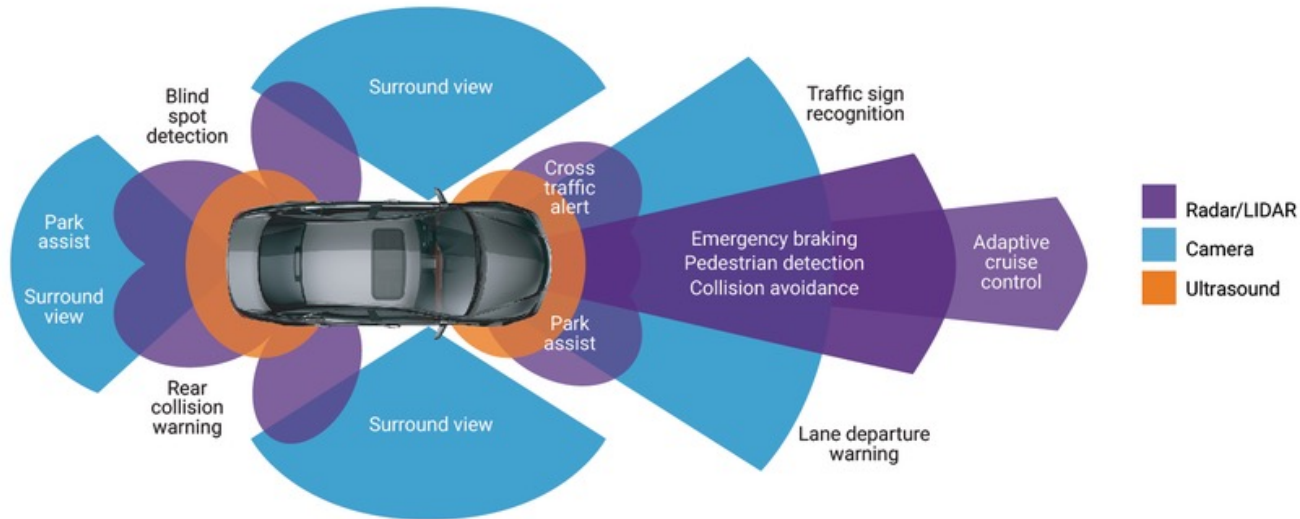 Surround view
Blind
spot
detection
Traffic sign
recognition
Cross
traffic
alert
Park
assist
Surround
view
Emergency braking
Pedestrian detection
Collision avoidance
Adaptive
cruise
control
Radar/LIDAR
Camera
Ultrasound
Park
assist
Rear
collision
warning
Surround view
Lane departure
warning